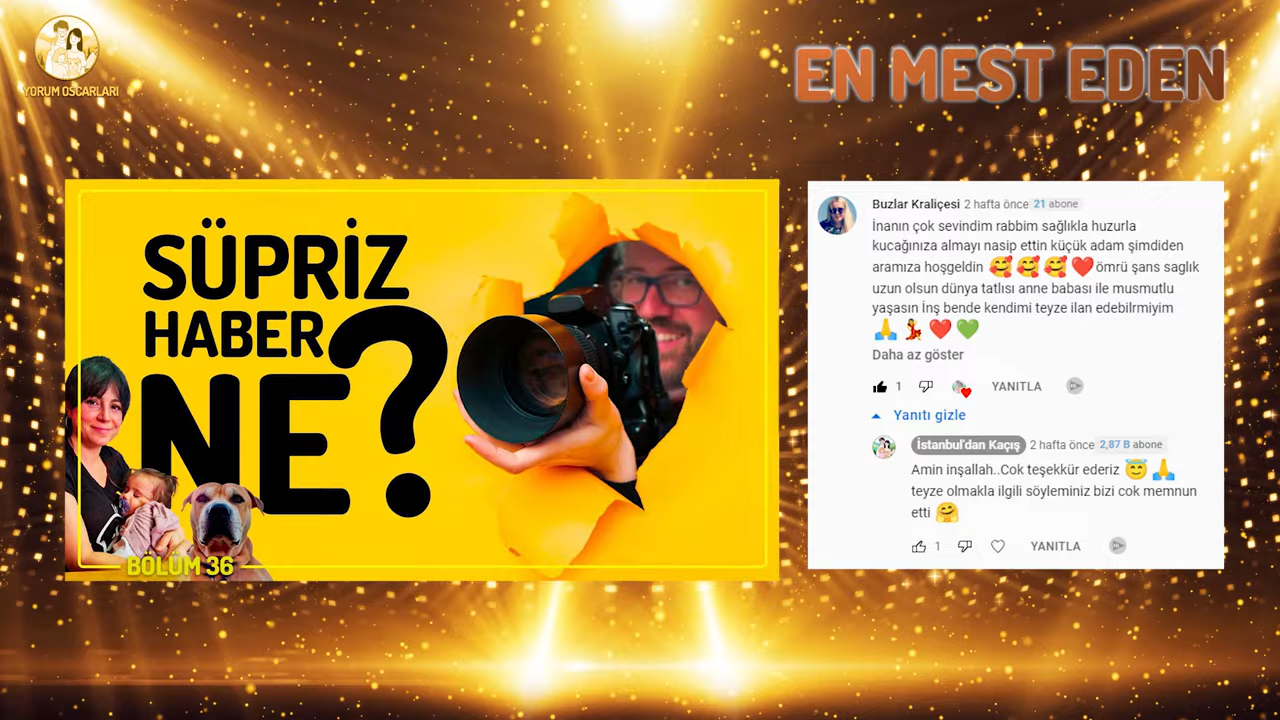 YORUM OSCARLARI
EN MEST EDEN
SÜPRİZ
HABER
NE?
BÖLÜM 36
Buzlar Kraliçesi 2 hafta önce 21 abone
İnanın çok sevindim rabbim sağlıkla huzurla
kucağınıza almayı nasip ettin küçük adam şimdiden
aramıza hoşgeldin 🥰🥰🥰❤️ömrü şans saglık
uzun olsun dünya tatlısı anne babası ile musmutlu
yaşasın İnş bende kendimi teyze ilan edebilrmiyim
🙏💃❤️💚
Daha az göster
1 YANITLA
Yanıtı gizle
İstanbul'dan Kaçış 2 hafta önce 2,87 B abone
Amin inşallah..Cok teşekkür ederiz 😇🙏
teyze olmakla ilgili söyleminiz bizi cok memnun
etti 🤗
1 YANITLA